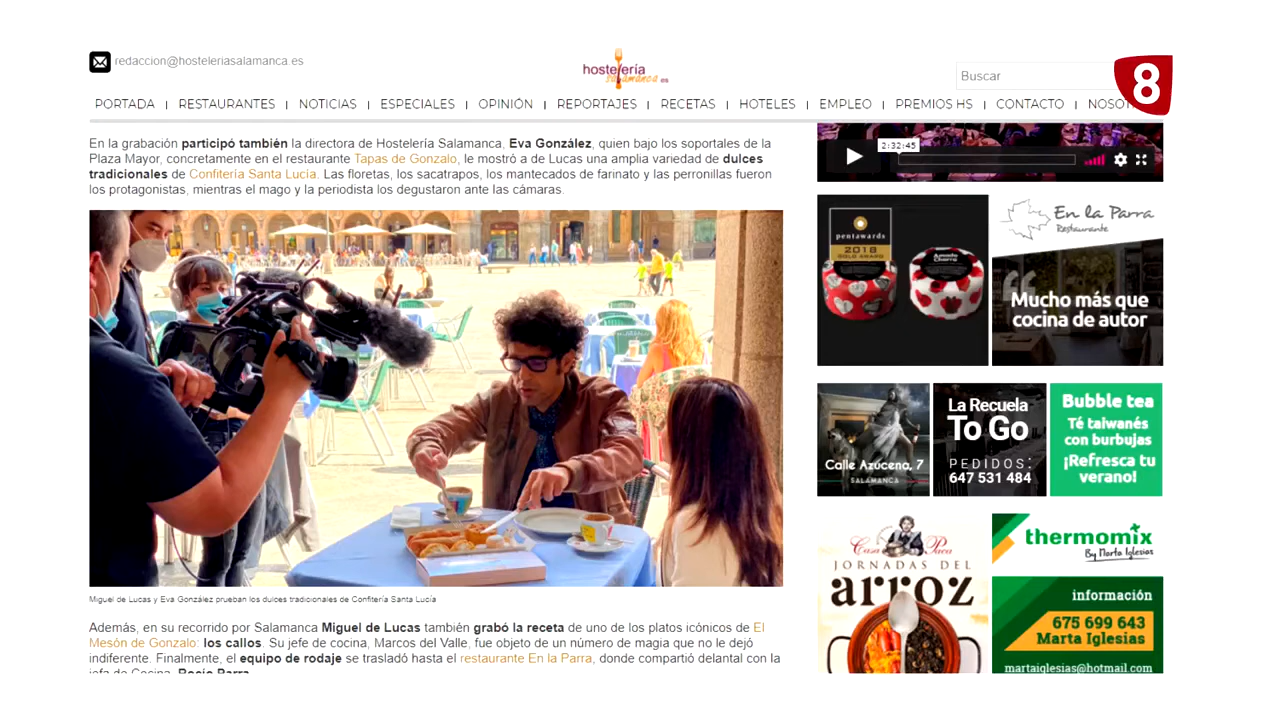 redaccion@hosteleriasalamanca.es
hostelería
salamanca.es
Buscar
8
PORTADA | RESTAURANTES | NOTICIAS | ESPECIALES | OPINIÓN | REPORTAJES | RECETAS | HOTELES | EMPLEO | PREMIOS HS | CONTACTO | NOSOT
En la grabación participó también la directora de Hostelería Salamanca, Eva González, quien bajo los soportales de la
Plaza Mayor, concretamente en el restaurante Tapas de Gonzalo, le mostró a de Lucas una amplia variedad de dulces
tradicionales de Confitería Santa Lucía. Las floretas, los sacatrapos, los mantecados de farinato y las perronillas fueron
los protagonistas, mientras el mago y la periodista los degustaron ante las cámaras.
Miguel de Lucas y Eva González prueban los dulces tradicionales de Confitería Santa Lucía
Además, en su recorrido por Salamanca Miguel de Lucas también grabó la receta de uno de los platos icónicos de El
Mesón de Gonzalo: los callos. Su jefe de cocina, Marcos del Valle, fue objeto de un número de magia que no le dejó
indiferente. Finalmente, el equipo de rodaje se trasladó hasta el restaurante En la Parra, donde compartió delantal con la
jefa de Cocina, Rocío Parra.
2:32:45
pentawards
2018
GOLD AWARD
En la Parra
Restaurante
Mucho más que
cocina de autor
Calle Azucena, 7
SALAMANCA
La Recuela
To Go
PEDIDOS:
647 531 484
Bubble tea
Té taiwanés
con burbujas
¡Refresca tu
verano!
Casa Paca
JORNADAS DEL
arroz
thermomix
By Marta Iglesias
información
675 699 643
Marta Iglesias
martaiglesias@hotmail.com